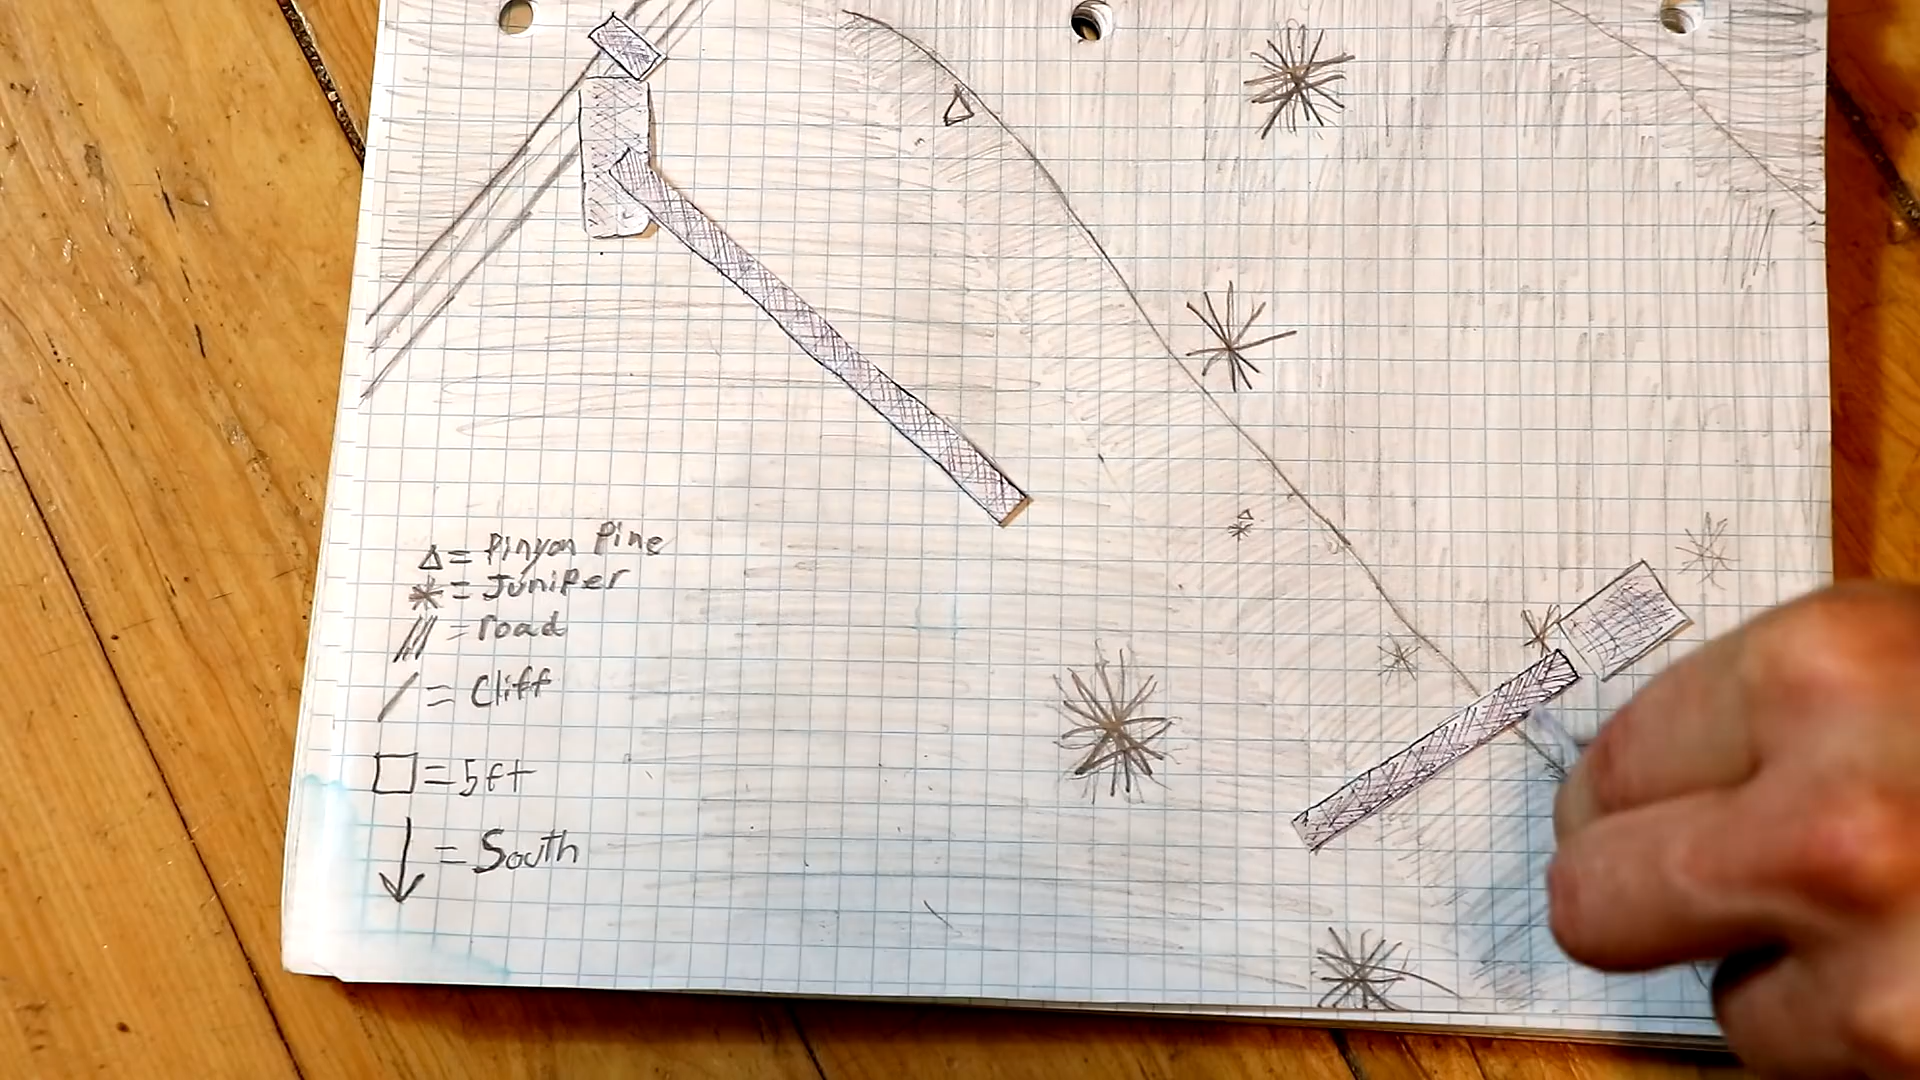 Δ = Pinyon Pine
* = Juniper
/// = road
/ = Cliff
□ = 5ft
↓ = South